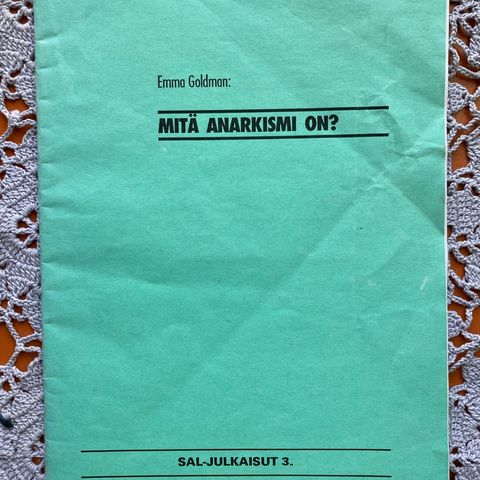 Emma Goldman:
MITÄ ANARKISMI ON?
SAL-JULKAISUT 3.